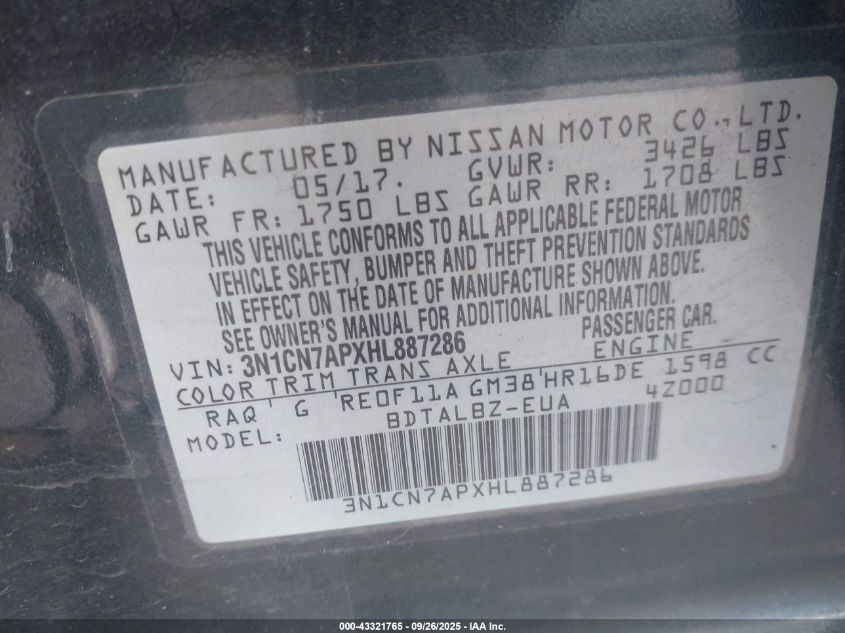 MANUFACTURED BY NISSAN MOTOR CO.,LTD.
DATE: 05/17. GVWR: 3426 LBS
GAWR FR: 1750 LBS GAWR RR: 1708 LBS
THIS VEHICLE CONFORMS TO ALL APPLICABLE FEDERAL MOTOR
VEHICLE SAFETY, BUMPER AND THEFT PREVENTION STANDARDS
IN EFFECT ON THE DATE OF MANUFACTURE SHOWN ABOVE.
SEE OWNER'S MANUAL FOR ADDITIONAL INFORMATION.
VIN: 3N1CN7APXHL887286 PASSENGER CAR.
COLOR TRIM TRANS AXLE ENGINE
RAQ G RE0F11A GM38 HR16DE 1598 CC
MODEL: BDTALBZ-EUA 4Z000
3N1CN7APXHL887286
000-43321765 - 09/26/2025 - IAA Inc.